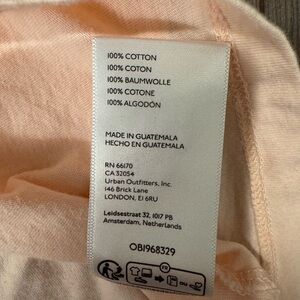 100% COTTON
100% COTON
100% BAUMWOLLE
100% COTONE
100% ALGODÓN
MADE IN GUATEMALA
HECHO EN GUATEMALA
RN 66170
CA 32054
Urban Outfitters, Inc.
146 Brick Lane
LONDON, E1 6RU
Leidsestraat 32, 1017 PB
Amsterdam, Netherlands
OBI968329
FR